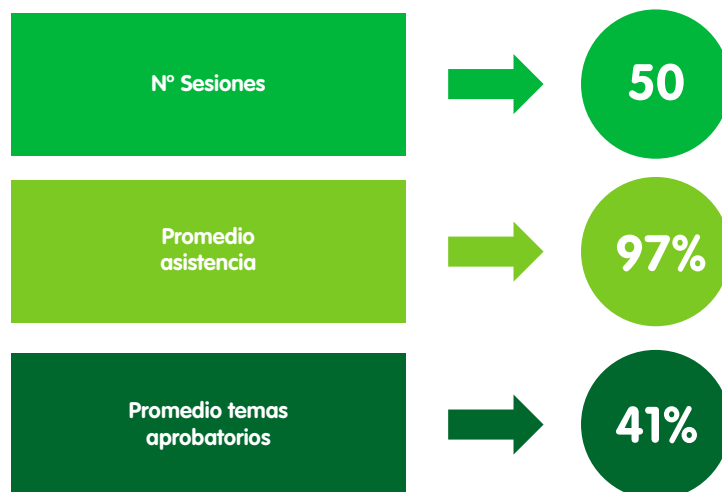 Nº Sesiones
50
Promedio
asistencia
97%
Promedio temas
aprobatorios
41%